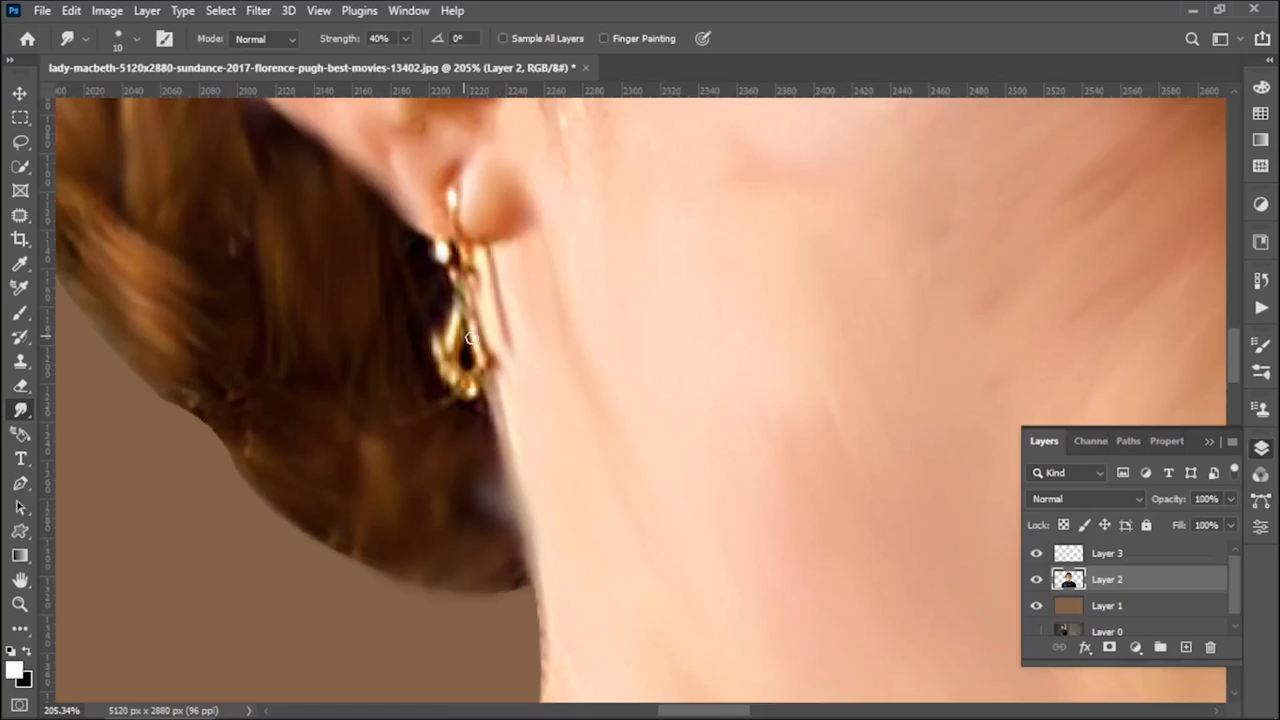 Ps File Edit Image Layer Type Select Filter 3D View Plugins Window Help
10 Mode: Normal Strength: 40% 0° Sample All Layers Finger Painting
lady-macbeth-5120x2880-sundance-2017-florence-pugh-best-movies-13402.jpg @ 205% (Layer 2, RGB/8#) *
00 2020 2040 2060 2080 2100 2120 2140 2160 2180 2200 2220 2240 2260 2280 2300 2320 2340 2360 2380 2400 2420 2440 2460 2480 2500 2520 2540 2560 2580 2600
Layers Channe Paths Propert
Kind
Normal Opacity: 100%
Lock: Fill: 100%
Layer 3
Layer 2
Layer 1
Layer 0
205.34% 5120 px x 2880 px (96 ppi)